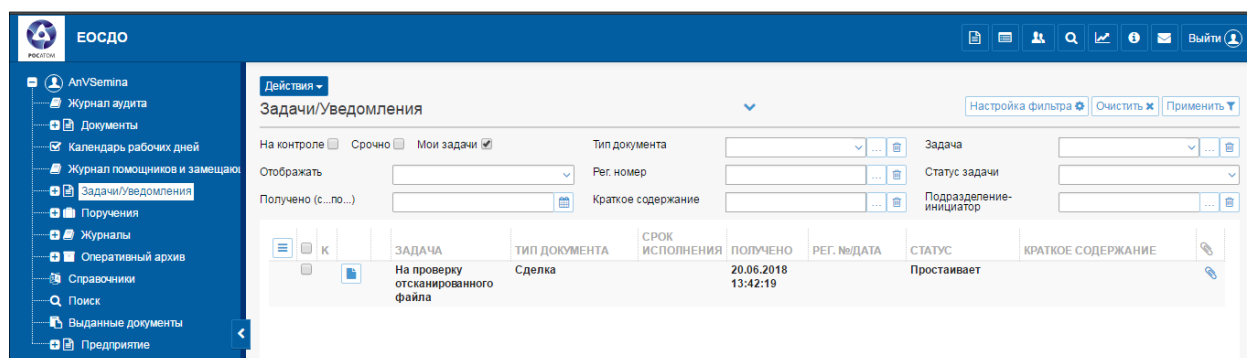 РОСАТОМ
ЕОСДО
Выйти
AnVSemina
Журнал аудита
Документы
Календарь рабочих дней
Журнал помощников и замещаю
Задачи/Уведомления
Поручения
Журналы
Оперативный архив
Справочники
Поиск
Выданные документы
Предприятие
Действия
Задачи/Уведомления
Настройка фильтра
Очистить
Применить
На контроле Срочно Мои задачи Тип документа ... Задача ...
Отображать Рег. номер ... Статус задачи
Получено (с...по...) Краткое содержание ... Подразделение-
инициатор ...
К ЗАДАЧА ТИП ДОКУМЕНТА СРОК
ИСПОЛНЕНИЯ ПОЛУЧЕНО РЕГ. №/ДАТА СТАТУС КРАТКОЕ СОДЕРЖАНИЕ
На проверку Сделка 20.06.2018 Простаивает
отсканированного 13:42:19
файла